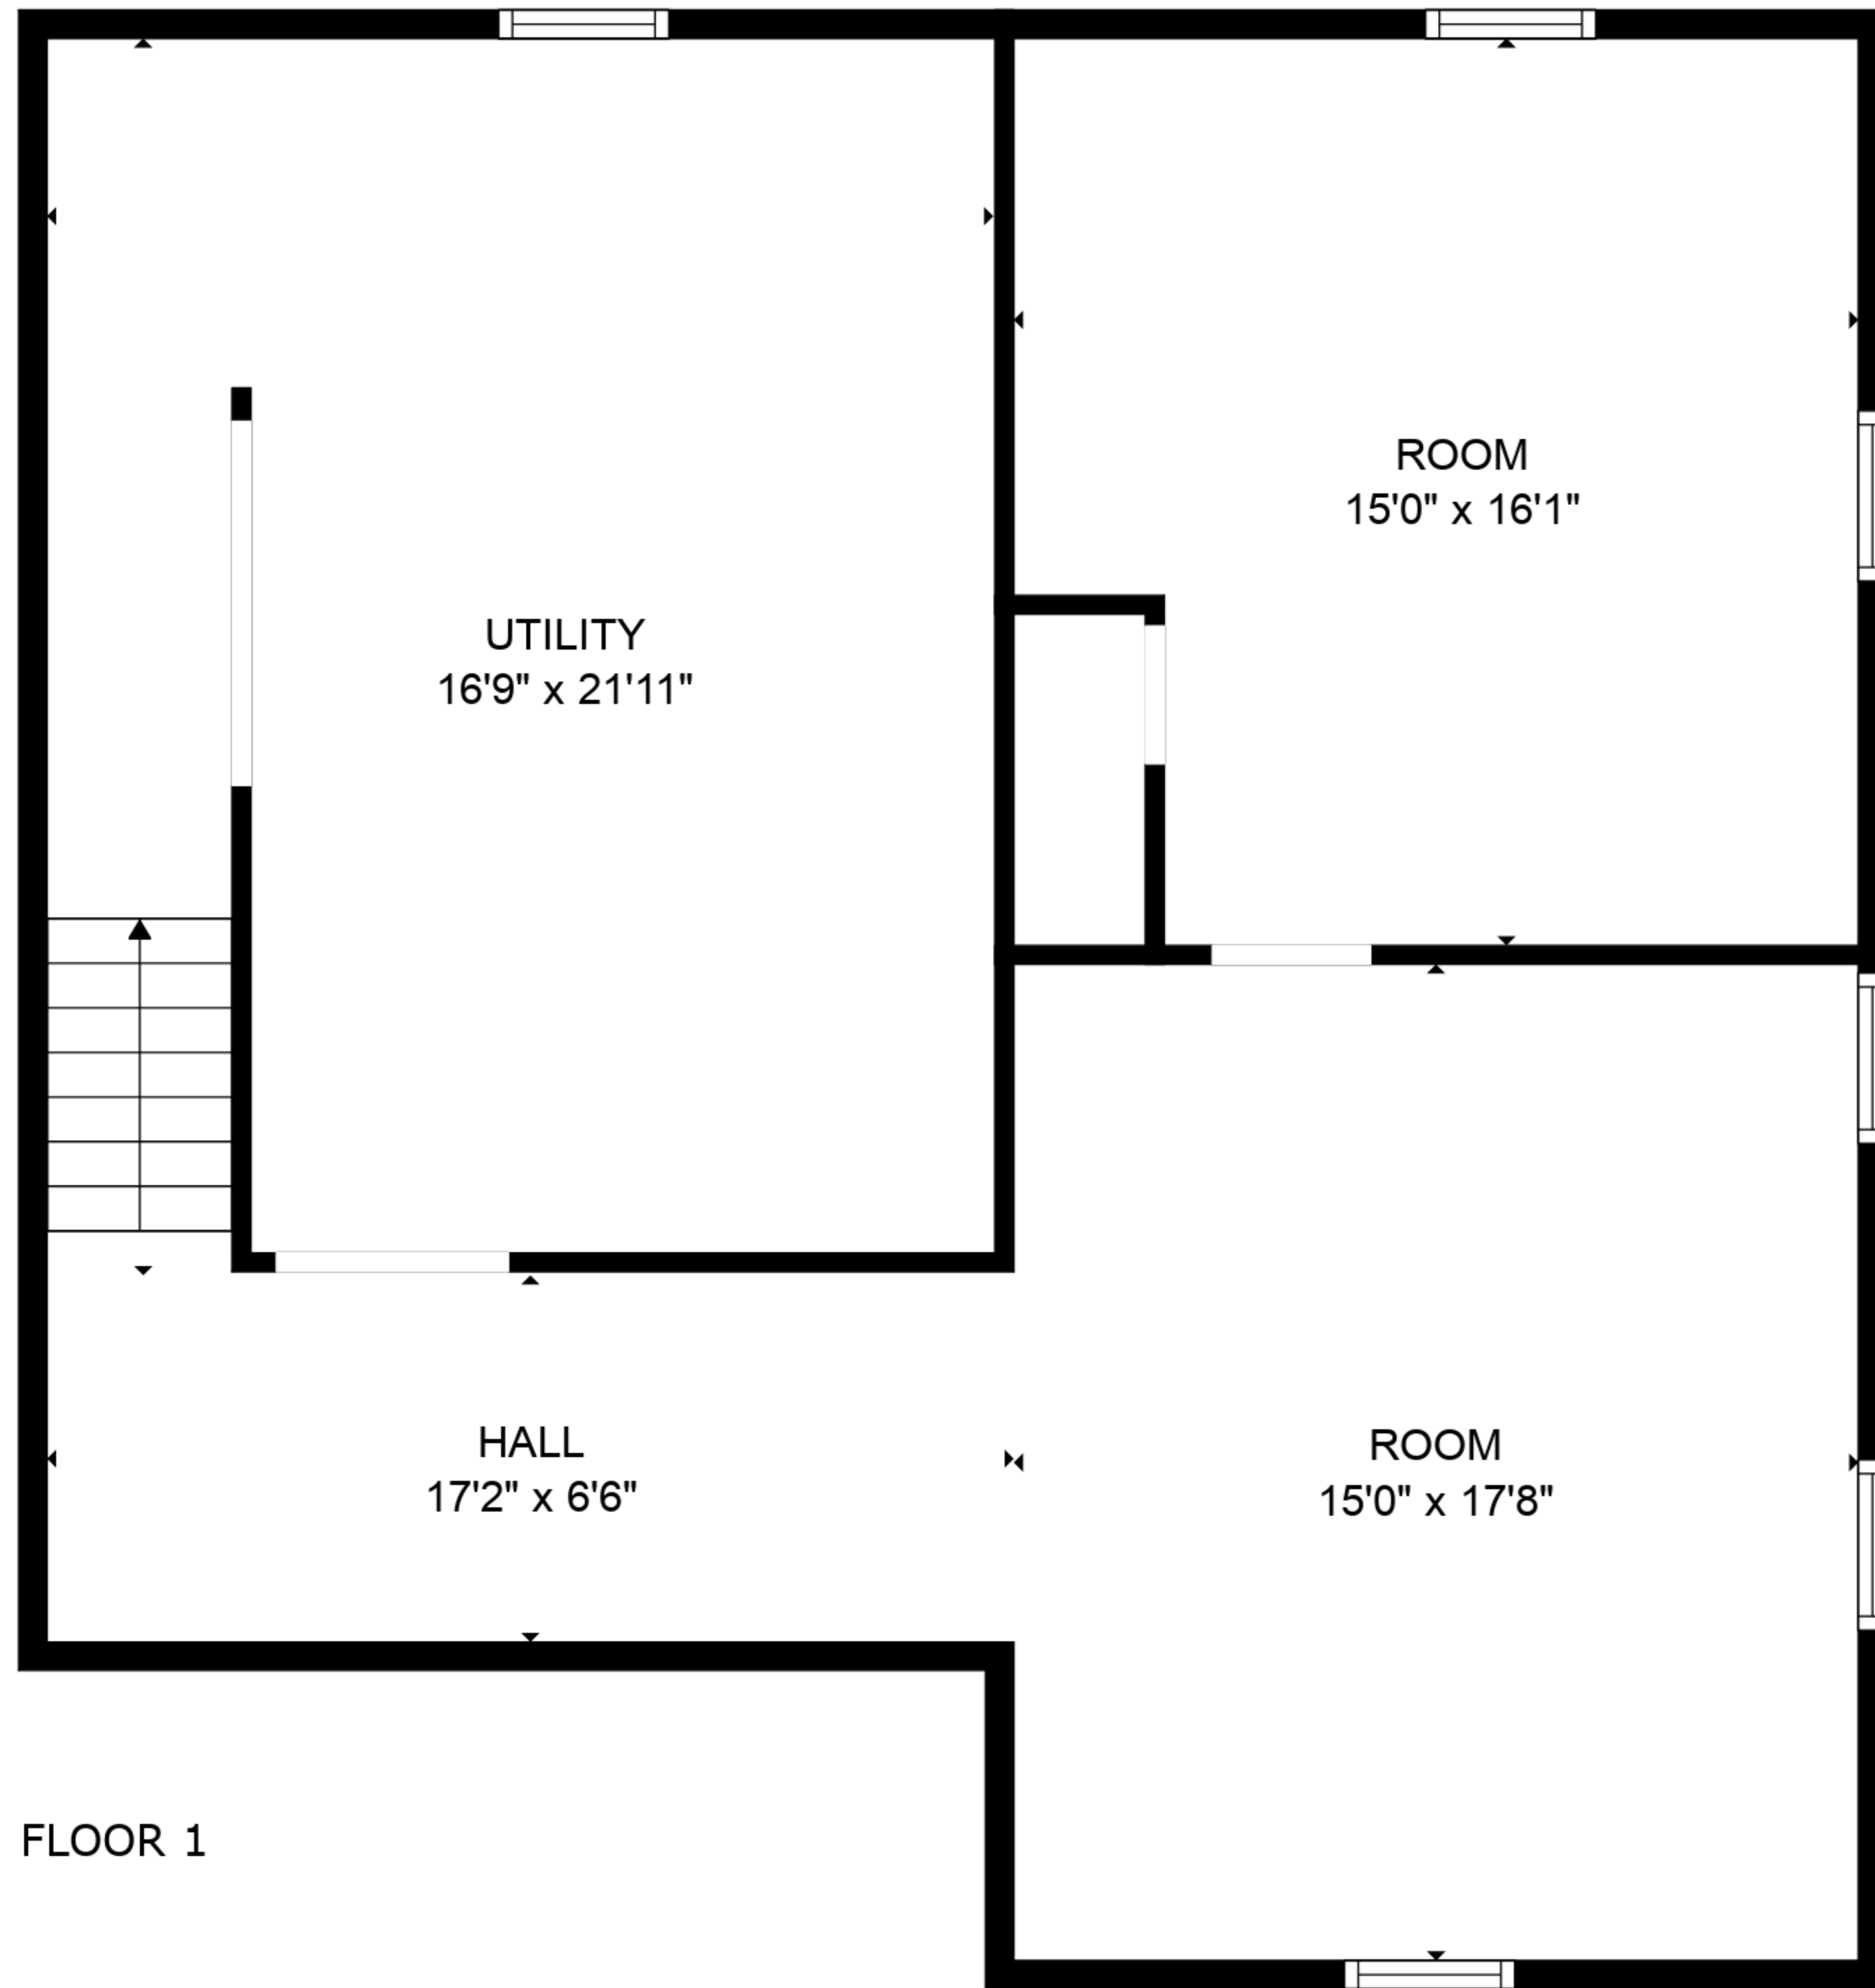 ROOM
15'0" x 16'1"
UTILITY
16'9" x 21'11"
HALL
17'2" x 6'6"
ROOM
15'0" x 17'8"
FLOOR 1